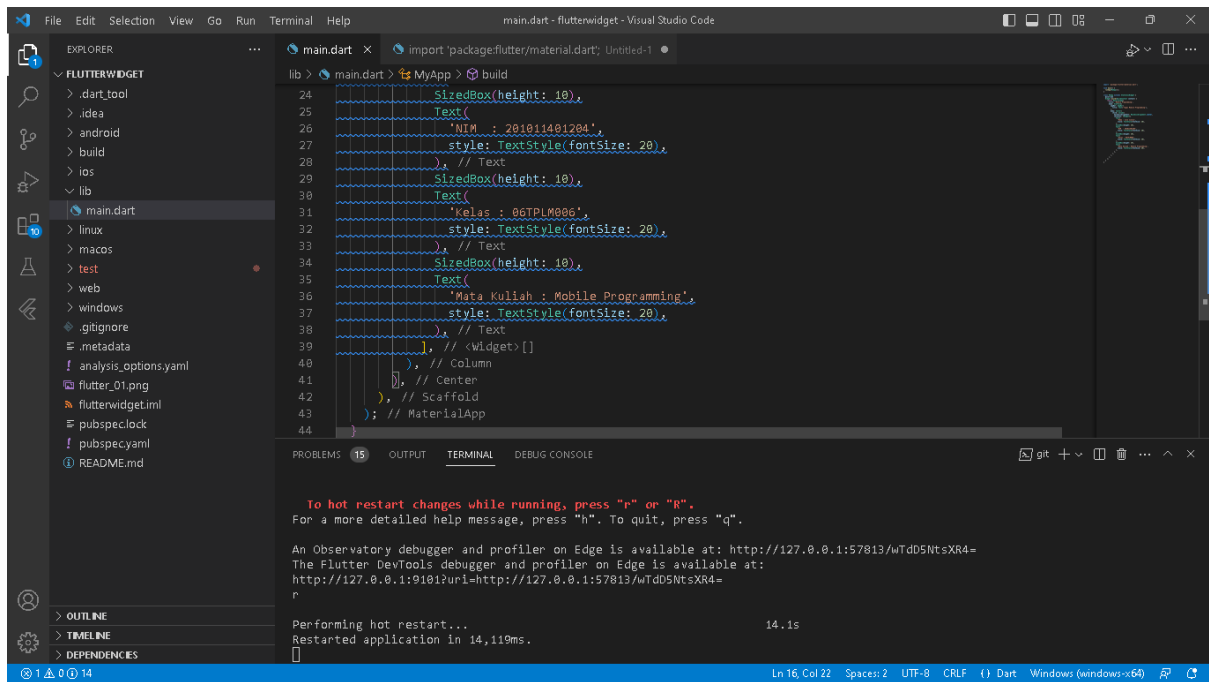 File Edit Selection View Go Run Terminal Help
main.dart - flutterwidget - Visual Studio Code
EXPLORER
FLUTTERWIDGET
.dart_tool
.idea
android
build
ios
lib
main.dart
linux
macos
test
web
windows
.gitignore
.metadata
analysis_options.yaml
flutter_01.png
flutterwidget.iml
pubspec.lock
pubspec.yaml
README.md
OUTLINE
TIMELINE
DEPENDENCIES
1
10
main.dart
import 'package:flutter/material.dart'; Untitled-1
lib > main.dart > MyApp > build
24 SizedBox(height: 10),
25 Text(
26 'NIM  : 201011401204',
27 style: TextStyle(fontSize: 20),
28 ), // Text
29 SizedBox(height: 10),
30 Text(
31 'Kelas : 06TPLM006',
32 style: TextStyle(fontSize: 20),
33 ), // Text
34 SizedBox(height: 10),
35 Text(
36 'Mata Kuliah : Mobile Programming',
37 style: TextStyle(fontSize: 20),
38 ), // Text
39 ], // <Widget>[]
40 ), // Column
41 ), // Center
42 ), // Scaffold
43 ); // MaterialApp
44 }
PROBLEMS 15 OUTPUT TERMINAL DEBUG CONSOLE
git
To hot restart changes while running, press "r" or "R".
For a more detailed help message, press "h". To quit, press "q".
An Observatory debugger and profiler on Edge is available at: http://127.0.0.1:57813/wTdD5NtsXR4=
The Flutter DevTools debugger and profiler on Edge is available at:
http://127.0.0.1:9101?uri=http://127.0.0.1:57813/wTdD5NtsXR4=
r
Performing hot restart... 14.1s
Restarted application in 14,119ms.
1 0 14
Ln 16, Col 22 Spaces: 2 UTF-8 CRLF {} Dart Windows (windows-x64)